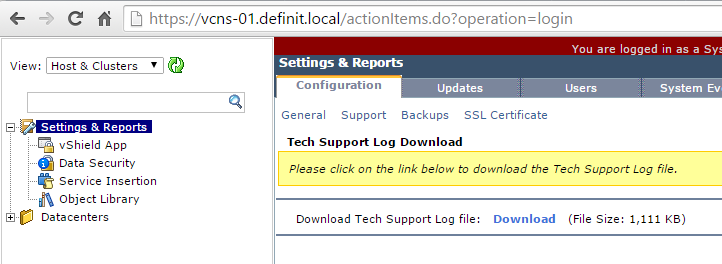 https://vcns-01.definit.local/actionItems.do?operation=login
You are logged in as a Sys
View: Host & Clusters
Settings & Reports
Configuration Updates Users System Eve
General Support Backups SSL Certificate
Settings & Reports
vShield App
Data Security
Service Insertion
Object Library
Datacenters
Tech Support Log Download
Please click on the link below to download the Tech Support Log file.
Download Tech Support Log file: Download (File Size: 1,111 KB)